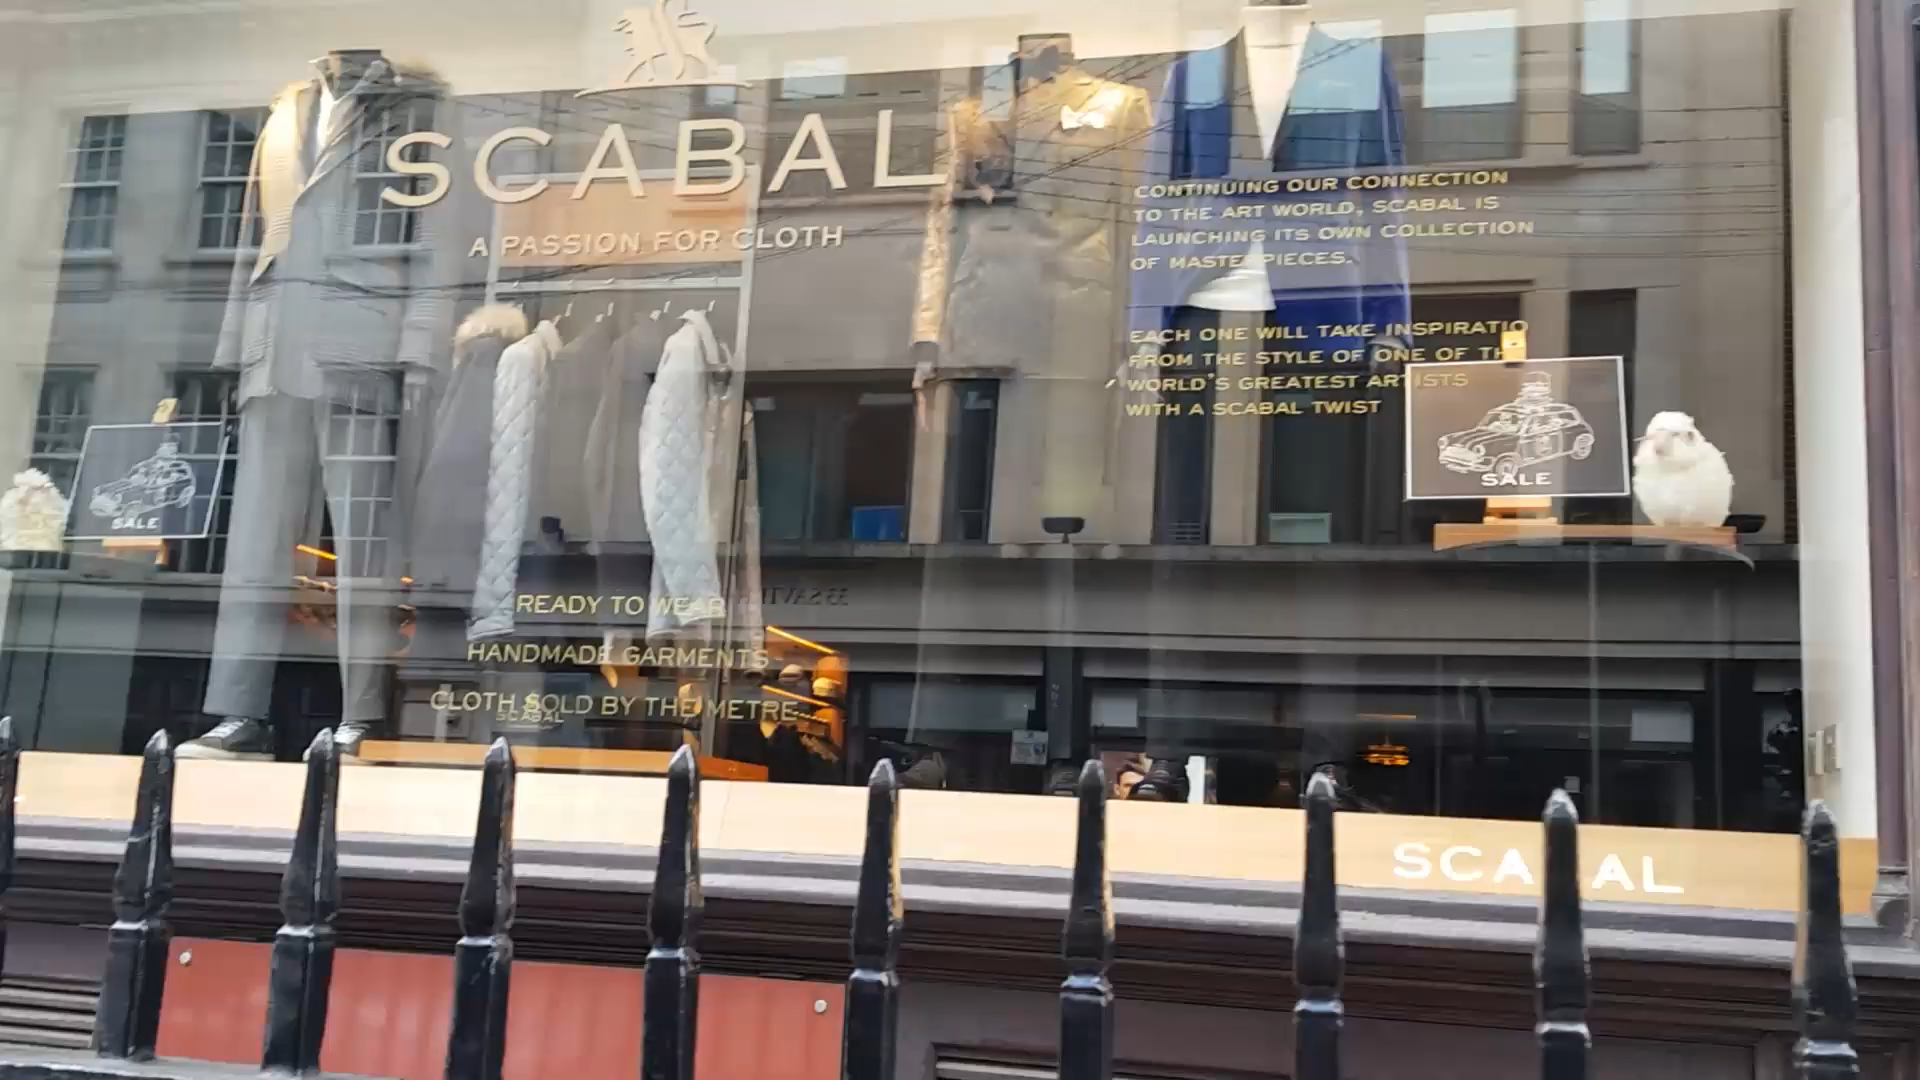 SCABAL
A PASSION FOR CLOTH
CONTINUING OUR CONNECTION
TO THE ART WORLD, SCABAL IS
LAUNCHING ITS OWN COLLECTION
OF MASTERPIECES.
EACH ONE WILL TAKE INSPIRATIO
FROM THE STYLE OF ONE OF TH
WORLD'S GREATEST ARTISTS
WITH A SCABAL TWIST
SALE
SALE
READY TO WEAR
HANDMADE GARMENTS
CLOTH SOLD BY THE METRE
SCABAL
SCA AL